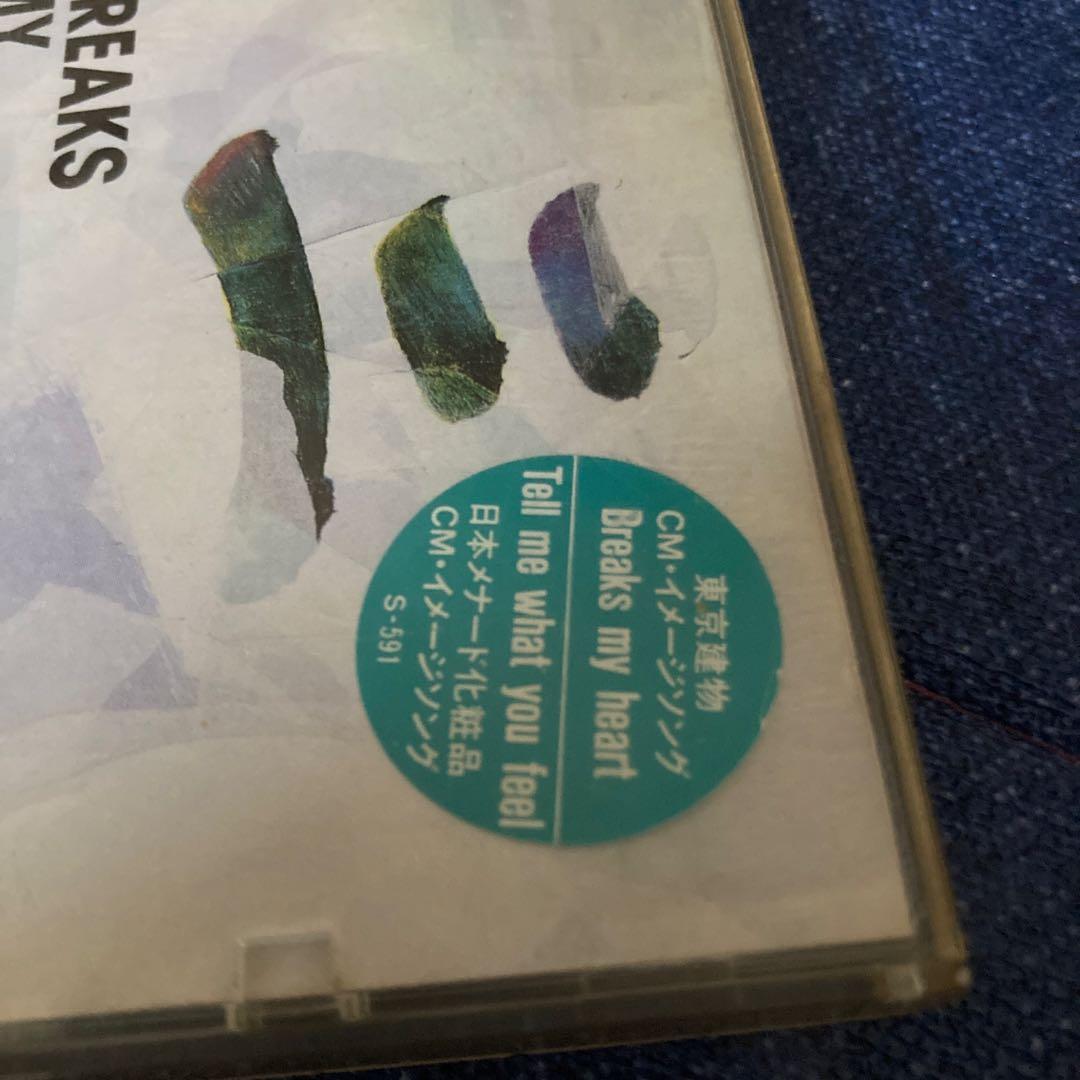 REAKS
MY
東京建物
CM・イメージソング
Breaks my heart
Tell me what you feel
日本メナード化粧品
CM・イメージソング
S-591